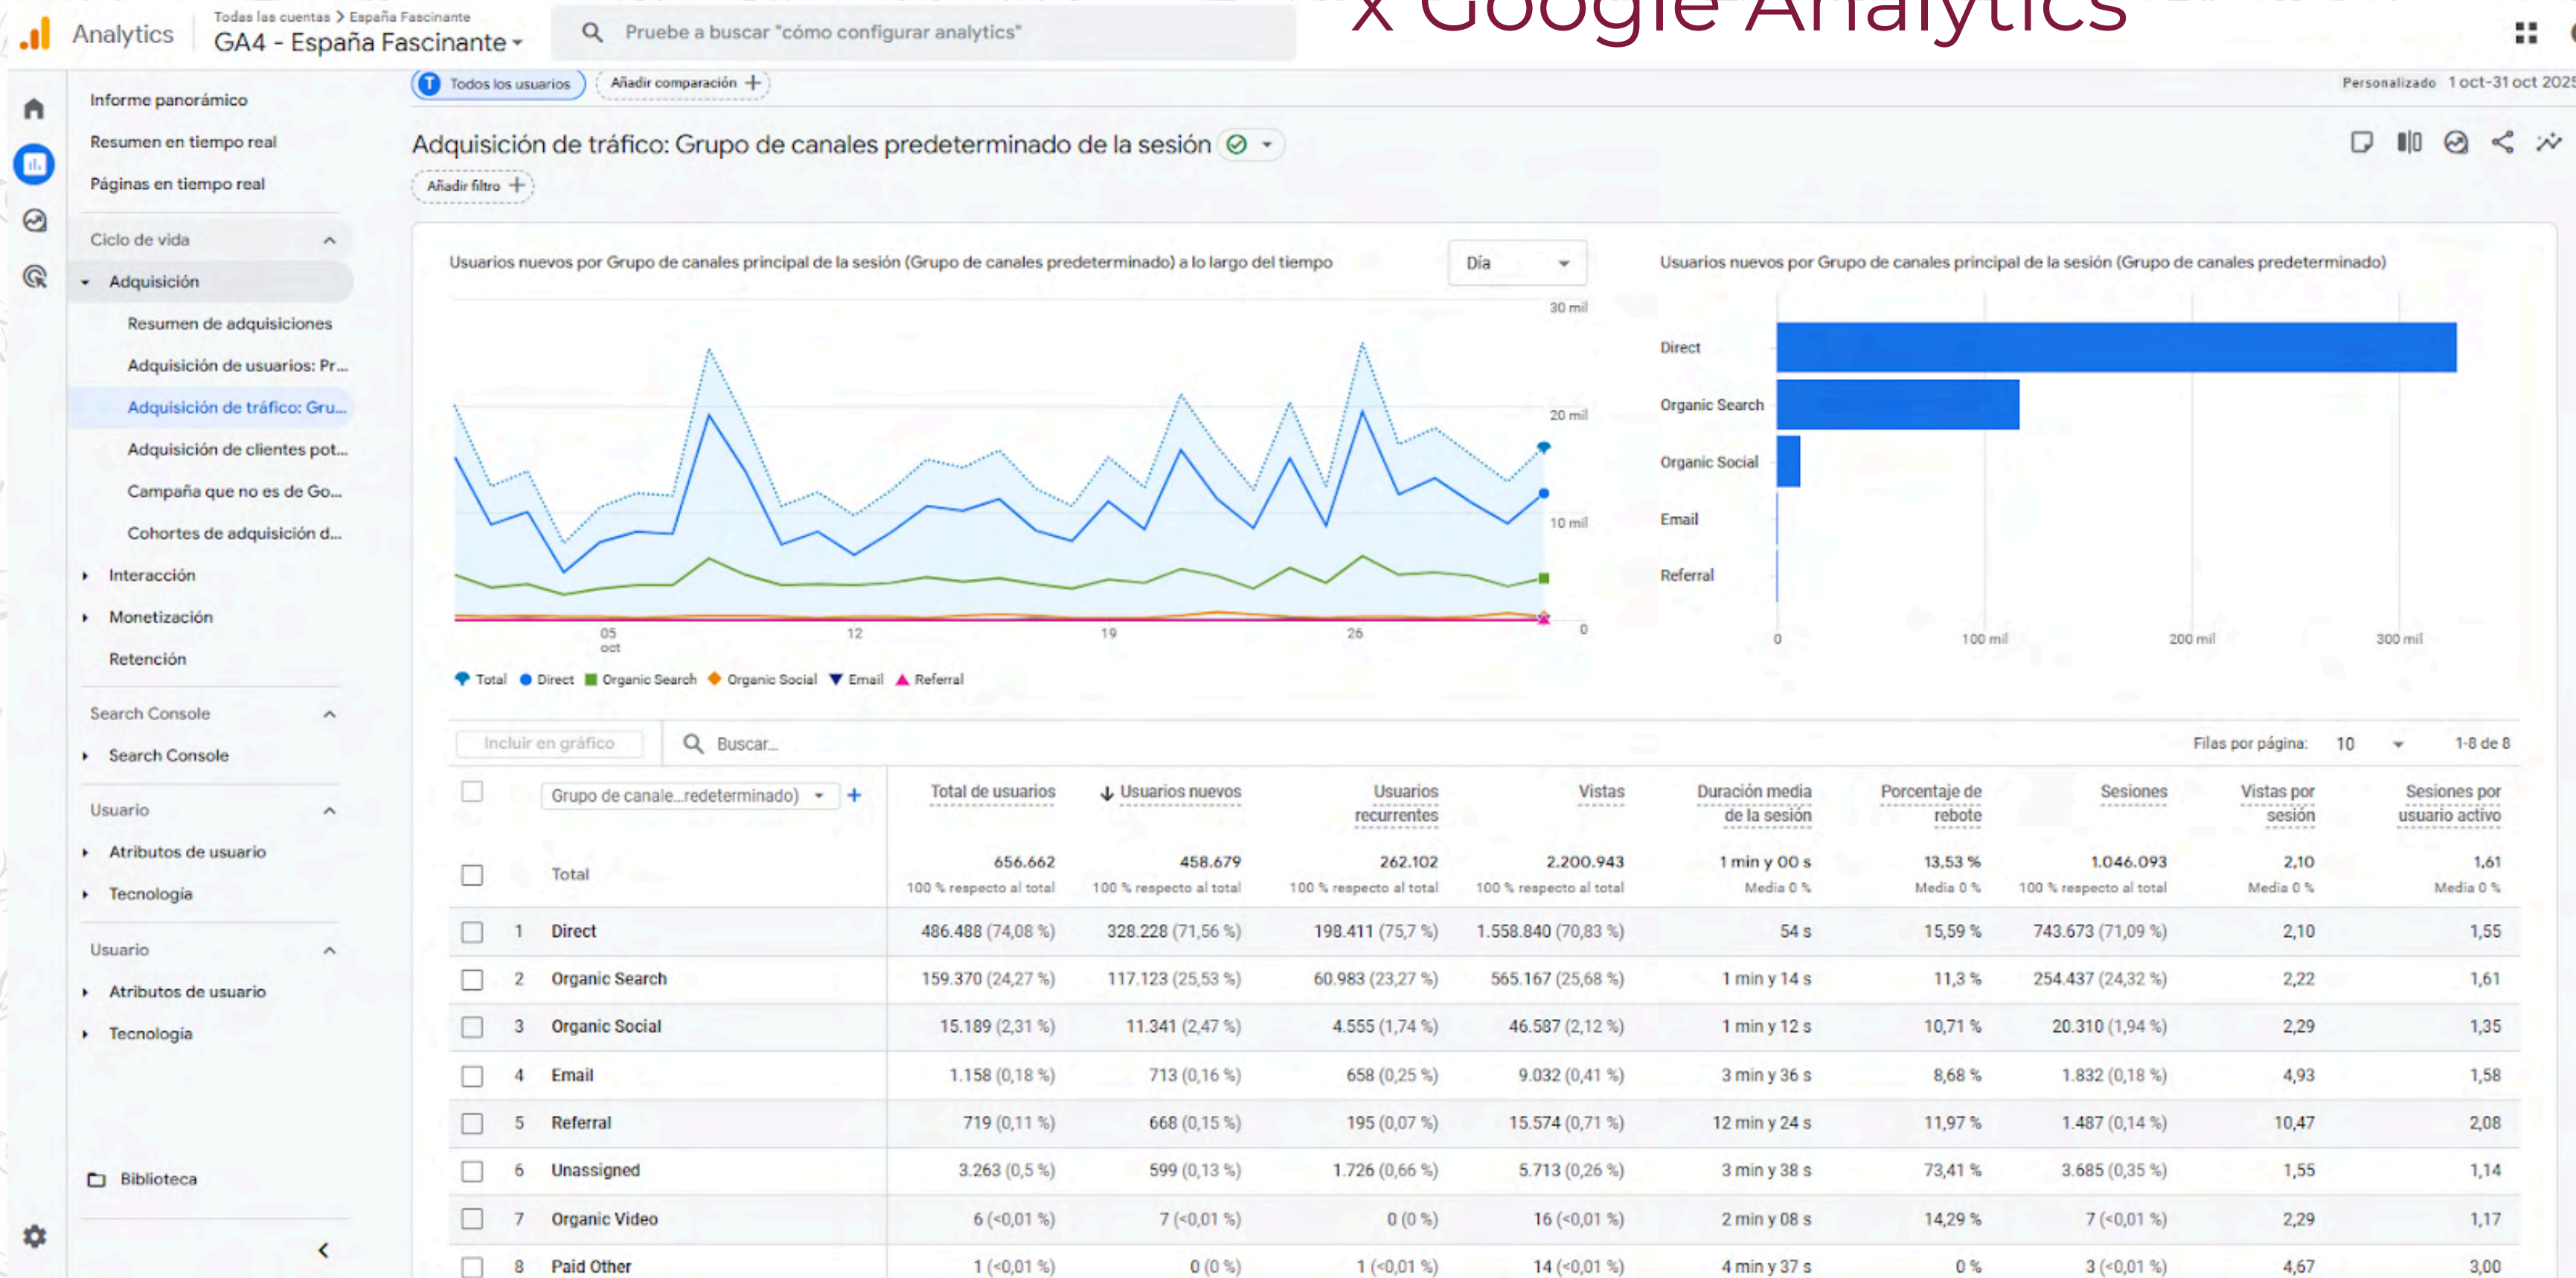 x Google Analytics
Analytics
Todas las cuentas > España Fascinante
GA4 - España Fascinante
Pruebe a buscar "cómo configurar analytics"
Informe panorámico
Resumen en tiempo real
Páginas en tiempo real
Ciclo de vida
Adquisición
Resumen de adquisiciones
Adquisición de usuarios: Pr...
Adquisición de tráfico: Gru...
Adquisición de clientes pot...
Campaña que no es de Go...
Cohortes de adquisición d...
Interacción
Monetización
Retención
Search Console
Search Console
Usuario
Atributos de usuario
Tecnología
Usuario
Atributos de usuario
Tecnología
Biblioteca
T Todos los usuarios
Añadir comparación +
Personalizado 1 oct-31 oct 2025
Adquisición de tráfico: Grupo de canales predeterminado de la sesión
Añadir filtro +
Usuarios nuevos por Grupo de canales principal de la sesión (Grupo de canales predeterminado) a lo largo del tiempo
Día
30 mil
20 mil
10 mil
0
05 oct
12
19
26
Total Direct Organic Search Organic Social Email Referral
Usuarios nuevos por Grupo de canales principal de la sesión (Grupo de canales predeterminado)
Direct
Organic Search
Organic Social
Email
Referral
0 100 mil 200 mil 300 mil
Incluir en gráfico
Buscar...
Filas por página: 10 1-8 de 8
Grupo de canale...redeterminado) + Total de usuarios ↓ Usuarios nuevos Usuarios recurrentes Vistas Duración media de la sesión Porcentaje de rebote Sesiones Vistas por sesión Sesiones por usuario activo
Total 656.662 458.679 262.102 2.200.943 1 min y 00 s 13,53 % 1.046.093 2,10 1,61
100 % respecto al total 100 % respecto al total 100 % respecto al total 100 % respecto al total Media 0 % Media 0 % 100 % respecto al total Media 0 % Media 0 %
1 Direct 486.488 (74,08 %) 328.228 (71,56 %) 198.411 (75,7 %) 1.558.840 (70,83 %) 54 s 15,59 % 743.673 (71,09 %) 2,10 1,55
2 Organic Search 159.370 (24,27 %) 117.123 (25,53 %) 60.983 (23,27 %) 565.167 (25,68 %) 1 min y 14 s 11,3 % 254.437 (24,32 %) 2,22 1,61
3 Organic Social 15.189 (2,31 %) 11.341 (2,47 %) 4.555 (1,74 %) 46.587 (2,12 %) 1 min y 12 s 10,71 % 20.310 (1,94 %) 2,29 1,35
4 Email 1.158 (0,18 %) 713 (0,16 %) 658 (0,25 %) 9.032 (0,41 %) 3 min y 36 s 8,68 % 1.832 (0,18 %) 4,93 1,58
5 Referral 719 (0,11 %) 668 (0,15 %) 195 (0,07 %) 15.574 (0,71 %) 12 min y 24 s 11,97 % 1.487 (0,14 %) 10,47 2,08
6 Unassigned 3.263 (0,5 %) 599 (0,13 %) 1.726 (0,66 %) 5.713 (0,26 %) 3 min y 38 s 73,41 % 3.685 (0,35 %) 1,55 1,14
7 Organic Video 6 (<0,01 %) 7 (<0,01 %) 0 (0 %) 16 (<0,01 %) 2 min y 08 s 14,29 % 7 (<0,01 %) 2,29 1,17
8 Paid Other 1 (<0,01 %) 0 (0 %) 1 (<0,01 %) 14 (<0,01 %) 4 min y 37 s 0 % 3 (<0,01 %) 4,67 3,00